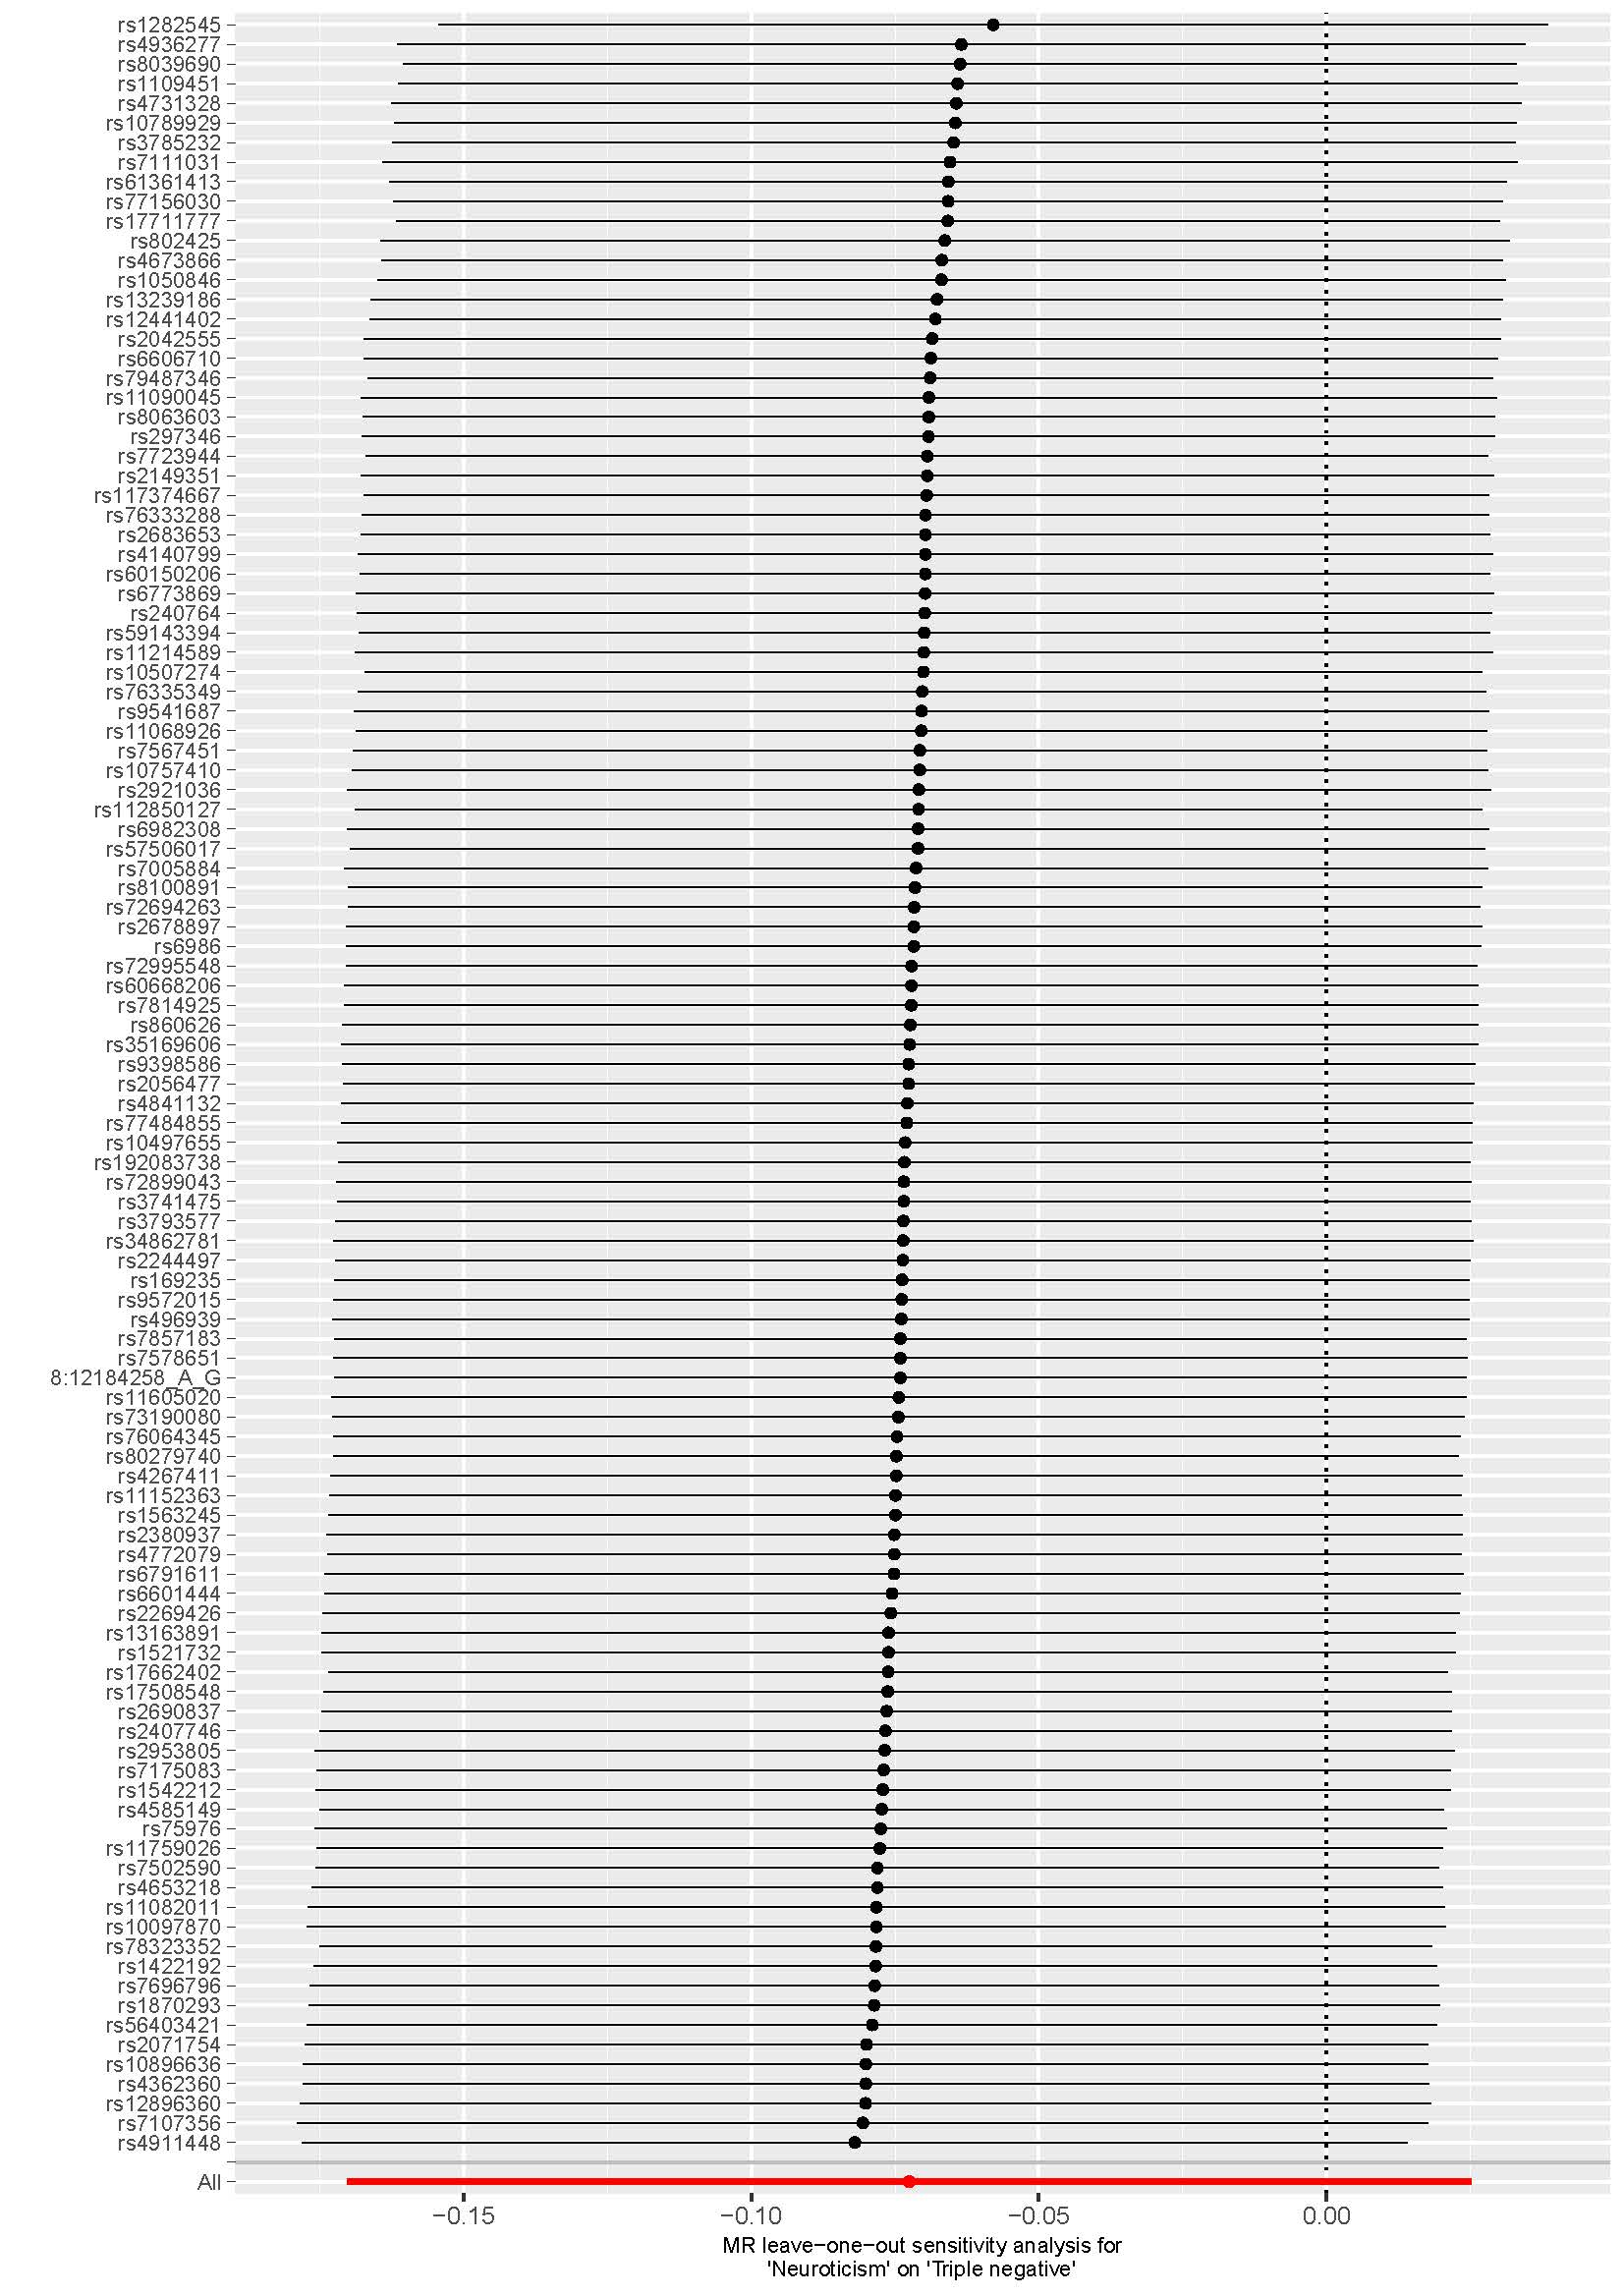 rs1282545
rs4936277
rs8039690
rs1109451
rs4731328
rs10789929
rs3785232
rs7111031
rs61361413
rs77156030
rs17711777
rs802425
rs4673866
rs1050846
rs13239186
rs12441402
rs2042555
rs6606710
rs79487346
rs11090045
rs8063603
rs297346
rs7723944
rs2149351
rs117374667
rs76333288
rs2683653
rs4140799
rs60150206
rs6773869
rs240764
rs59143394
rs11214589
rs10507274
rs76335349
rs9541687
rs11068926
rs7567451
rs10757410
rs2921036
rs112850127
rs6982308
rs57506017
rs7005884
rs8100891
rs72694263
rs2678897
rs6986
rs72995548
rs60668206
rs7814925
rs860626
rs35169606
rs9398586
rs2056477
rs4841132
rs77484855
rs10497655
rs192083738
rs72899043
rs3741475
rs3793577
rs34862781
rs2244497
rs169235
rs9572015
rs496939
rs7857183
rs7578651
8:12184258_A_G
rs11605020
rs73190080
rs76064345
rs80279740
rs4267411
rs11152363
rs1563245
rs2380937
rs4772079
rs6791611
rs6601444
rs2269426
rs13163891
rs1521732
rs17662402
rs17508548
rs2690837
rs2407746
rs2953805
rs7175083
rs1542212
rs4585149
rs75976
rs11759026
rs7502590
rs4653218
rs11082011
rs10097870
rs78323352
rs1422192
rs7696796
rs1870293
rs56403421
rs2071754
rs10896636
rs4362360
rs12896360
rs7107356
rs4911448
All
−0.15 −0.10 −0.05 0.00
MR leave−one−out sensitivity analysis for
'Neuroticism' on 'Triple negative'